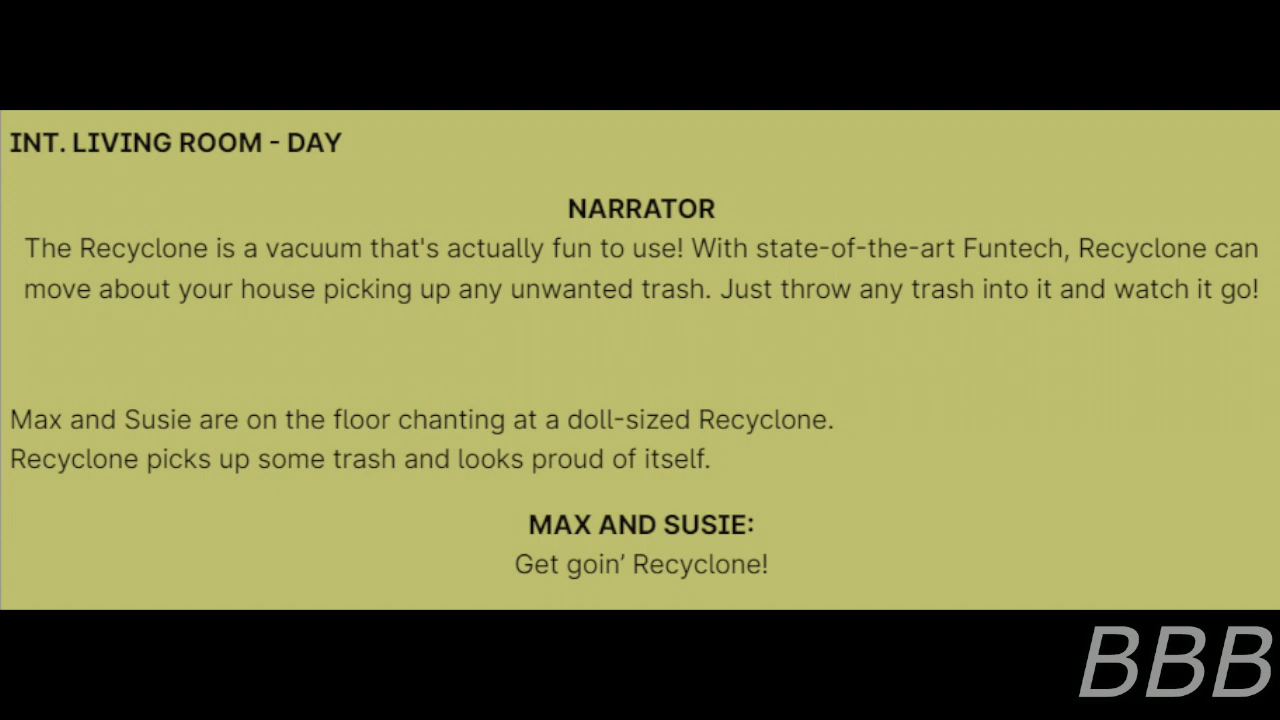 INT. LIVING ROOM - DAY
NARRATOR
The Recyclone is a vacuum that's actually fun to use! With state-of-the-art Funtech, Recyclone can
move about your house picking up any unwanted trash. Just throw any trash into it and watch it go!
Max and Susie are on the floor chanting at a doll-sized Recyclone.
Recyclone picks up some trash and looks proud of itself.
MAX AND SUSIE:
Get goin’ Recyclone!
BBB